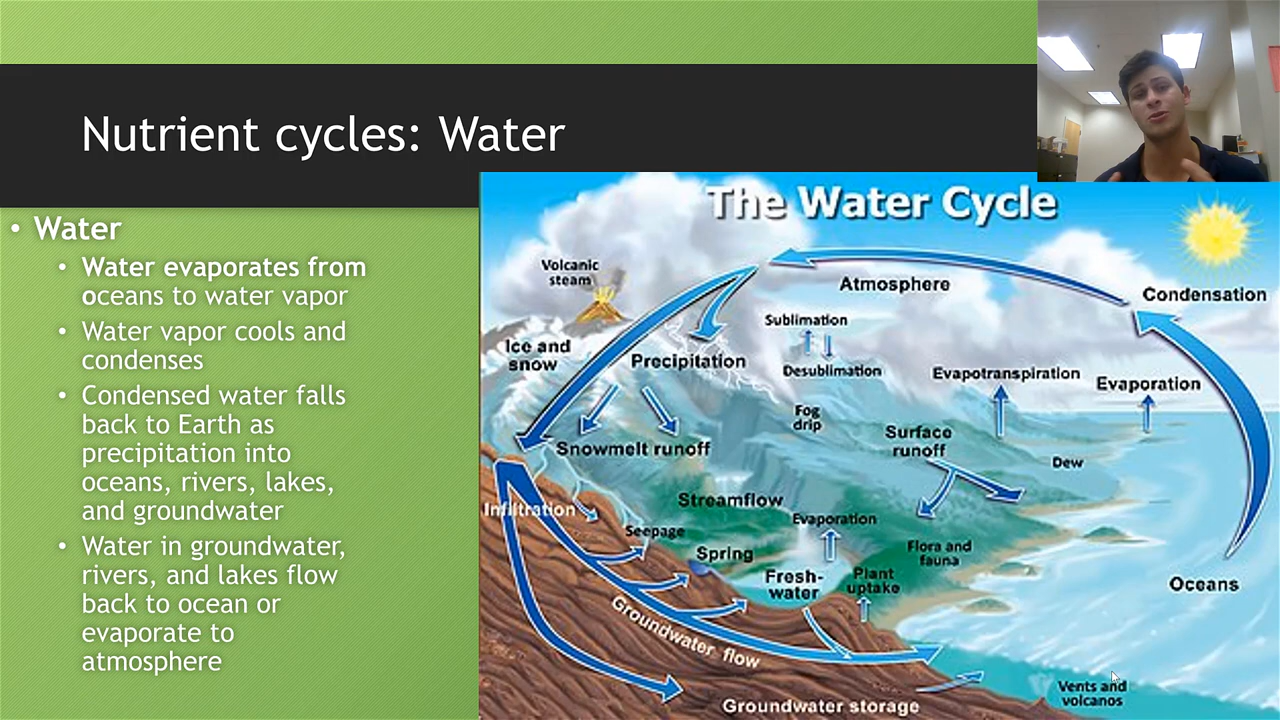 Nutrient cycles: Water
• Water
• Water evaporates from
oceans to water vapor
• Water vapor cools and
condenses
• Condensed water falls
back to Earth as
precipitation into
oceans, rivers, lakes,
and groundwater
• Water in groundwater,
rivers, and lakes flow
back to ocean or
evaporate to
atmosphere
The Water Cycle
Volcanic
steam
Atmosphere
Condensation
Sublimation
Ice and
snow
Precipitation
Desublimation
Evapotranspiration
Evaporation
Fog
drip
Snowmelt runoff
Surface
runoff
Dew
Streamflow
Infiltration
Evaporation
Seepage
Spring
Flora and
fauna
Fresh-
water
Plant
uptake
Oceans
Groundwater flow
Vents and
volcanos
Groundwater storage